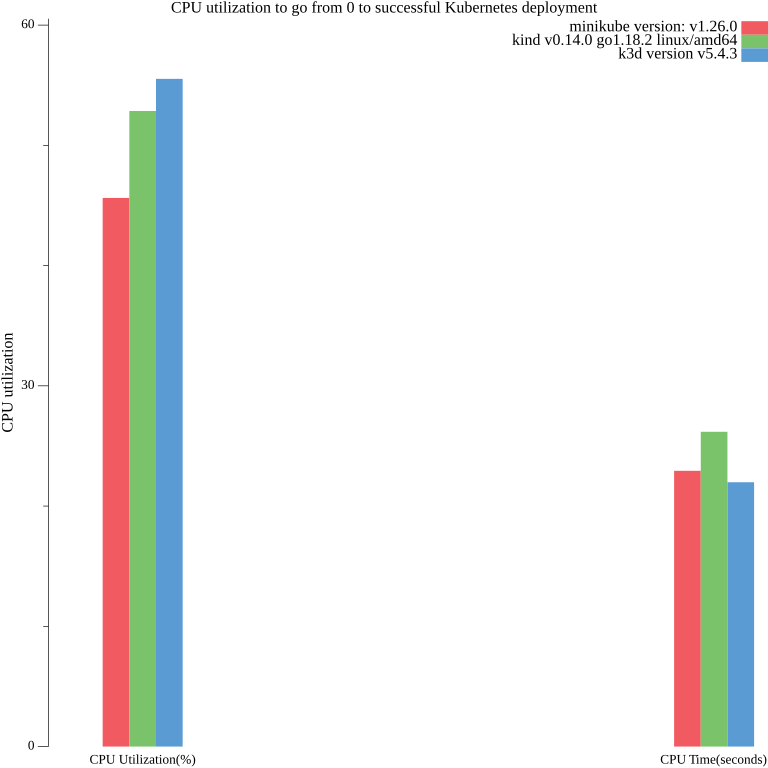 CPU utilization to go from 0 to successful Kubernetes deployment
minikube version: v1.26.0
kind v0.14.0 go1.18.2 linux/amd64
k3d version v5.4.3
60
30
0
CPU utilization
CPU Utilization(%)
CPU Time(seconds)